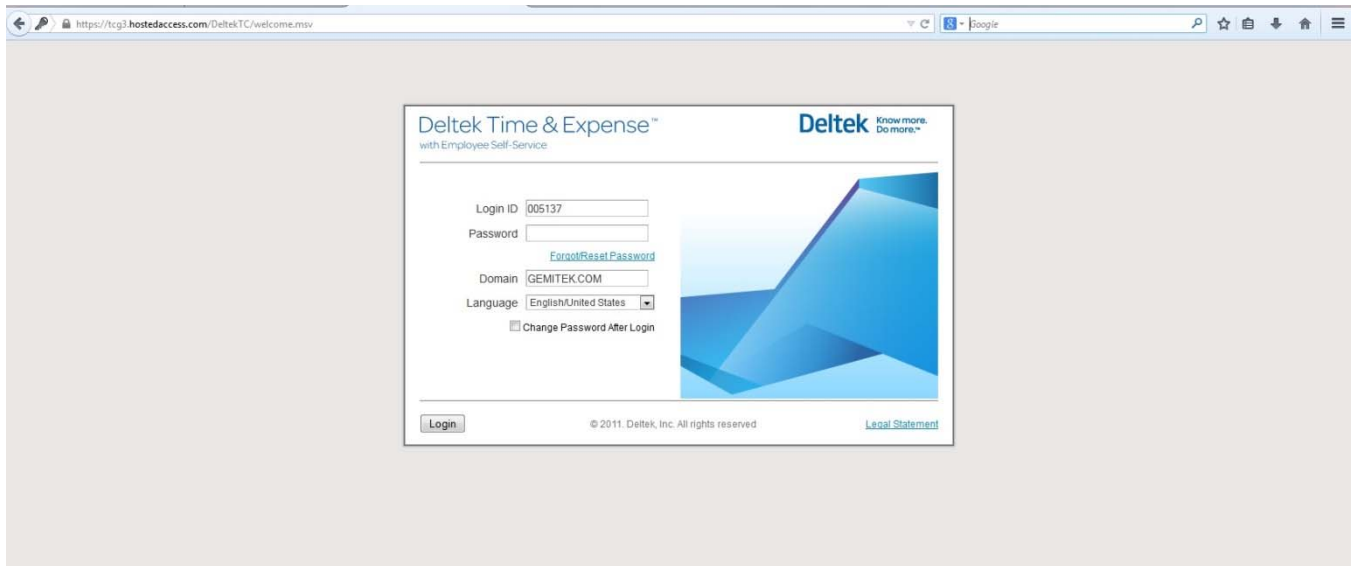 https://tcg3.hostedaccess.com/DeltekTC/welcome.msv
Google
Deltek Time & Expense™
with Employee Self-Service
Deltek Know more. Do more.™
Login ID 005137
Password
Forgot/Reset Password
Domain GEMITEK.COM
Language English/United States
Change Password After Login
Login
© 2011. Deltek, Inc. All rights reserved
Legal Statement